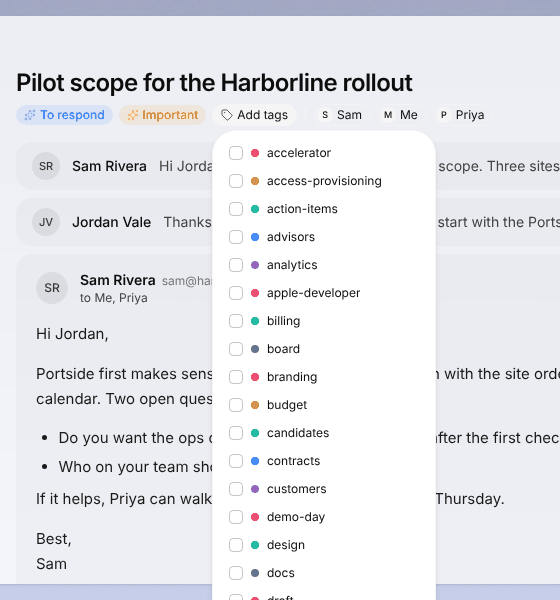 Pilot scope for the Harborline rollout
To respond Important Add tags S Sam M Me P Priya
SR Sam Rivera Hi Jorda scope. Three sites
JV Jordan Vale Thanks start with the Ports
SR Sam Rivera sam@ha
to Me, Priya
Hi Jordan,
Portside first makes sens with the site orde
calendar. Two open ques
• Do you want the ops after the first chec
• Who on your team sho
If it helps, Priya can walk Thursday.
Best,
Sam
accelerator
access-provisioning
action-items
advisors
analytics
apple-developer
billing
board
branding
budget
candidates
contracts
customers
demo-day
design
docs
draft